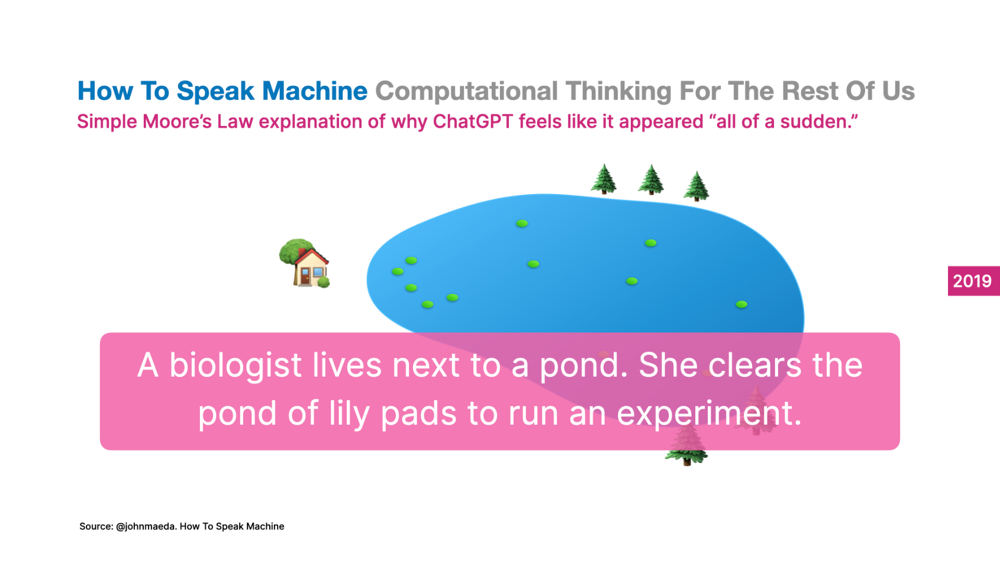 How To Speak Machine Computational Thinking For The Rest Of Us
Simple Moore’s Law explanation of why ChatGPT feels like it appeared “all of a sudden.”
2019
A biologist lives next to a pond. She clears the
pond of lily pads to run an experiment.
Source: @johnmaeda. How To Speak Machine